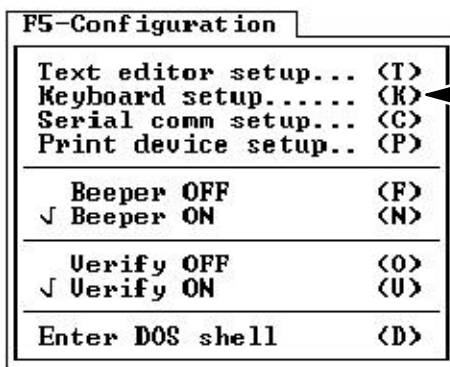 F5-Configuration
Text editor setup... <T>
Keyboard setup...... <K>
Serial comm setup... <C>
Print device setup.. <P>
Beeper OFF <F>
√ Beeper ON <N>
Verify OFF <O>
√ Verify ON <V>
Enter DOS shell <D>